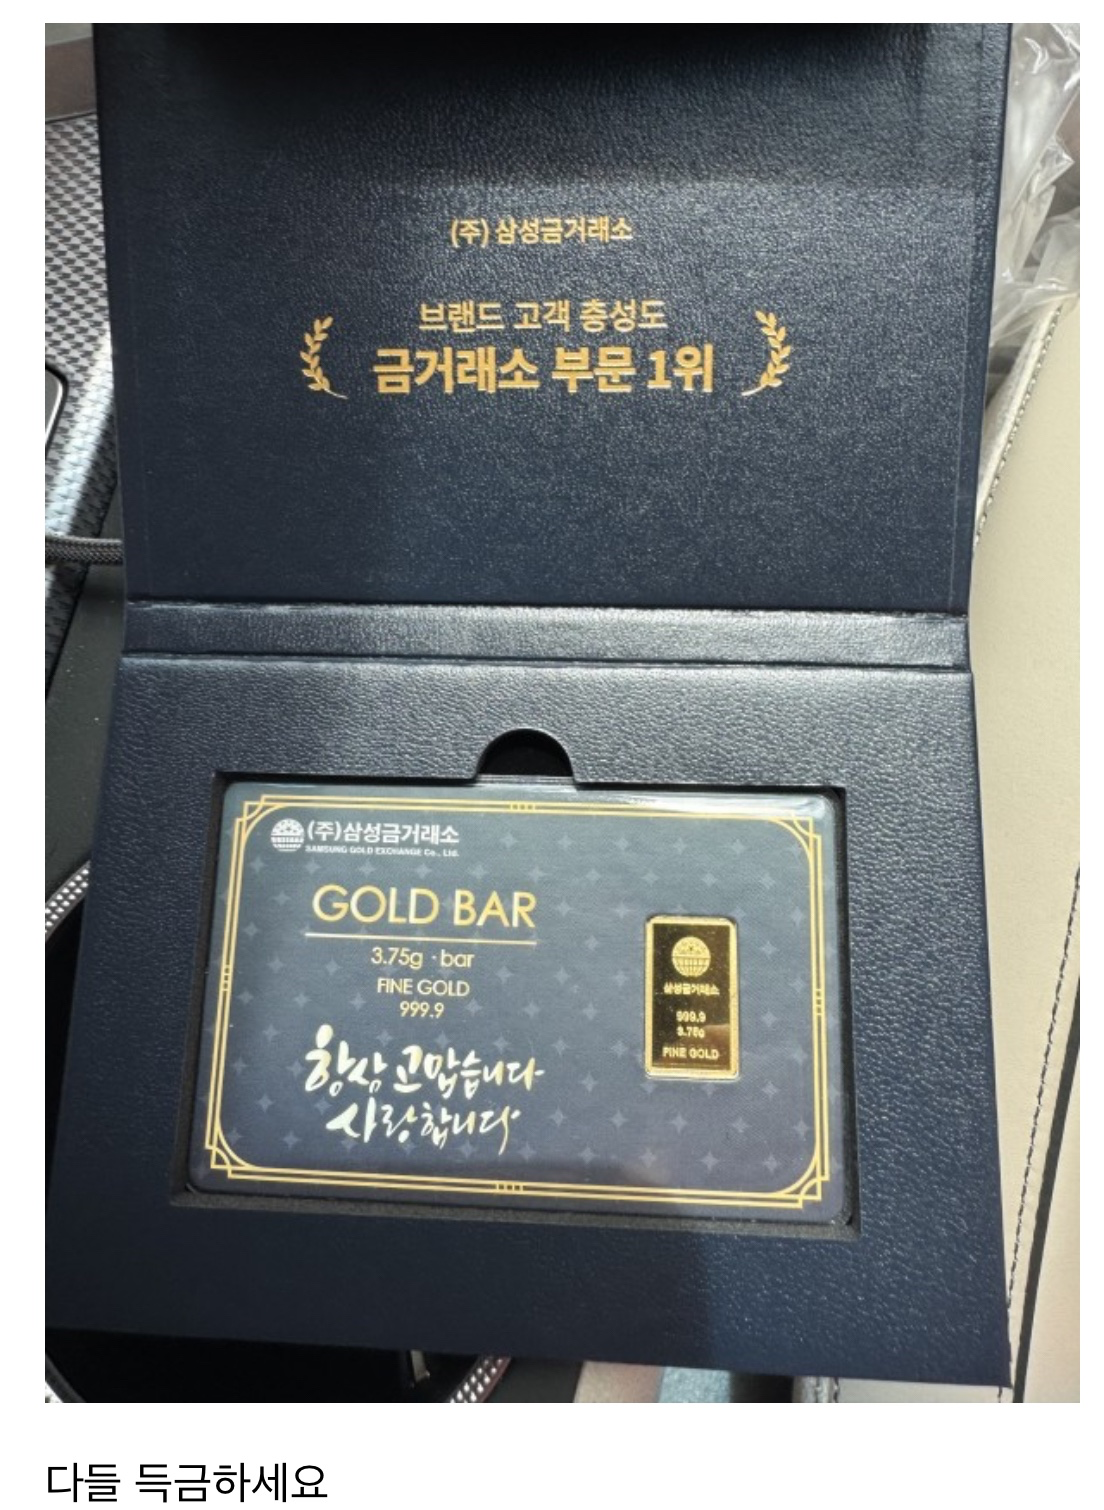 (주) 삼성금거래소
브랜드 고객 충성도
금거래소 부문 1위
(주)삼성금거래소
SAMSUNG GOLD EXCHANGE Co., Ltd.
GOLD BAR
3.75g · bar
FINE GOLD
999.9
항상 고맙습니다
사랑합니다
삼성금거래소
999.9
3.75g
FINE GOLD
다들 득금하세요